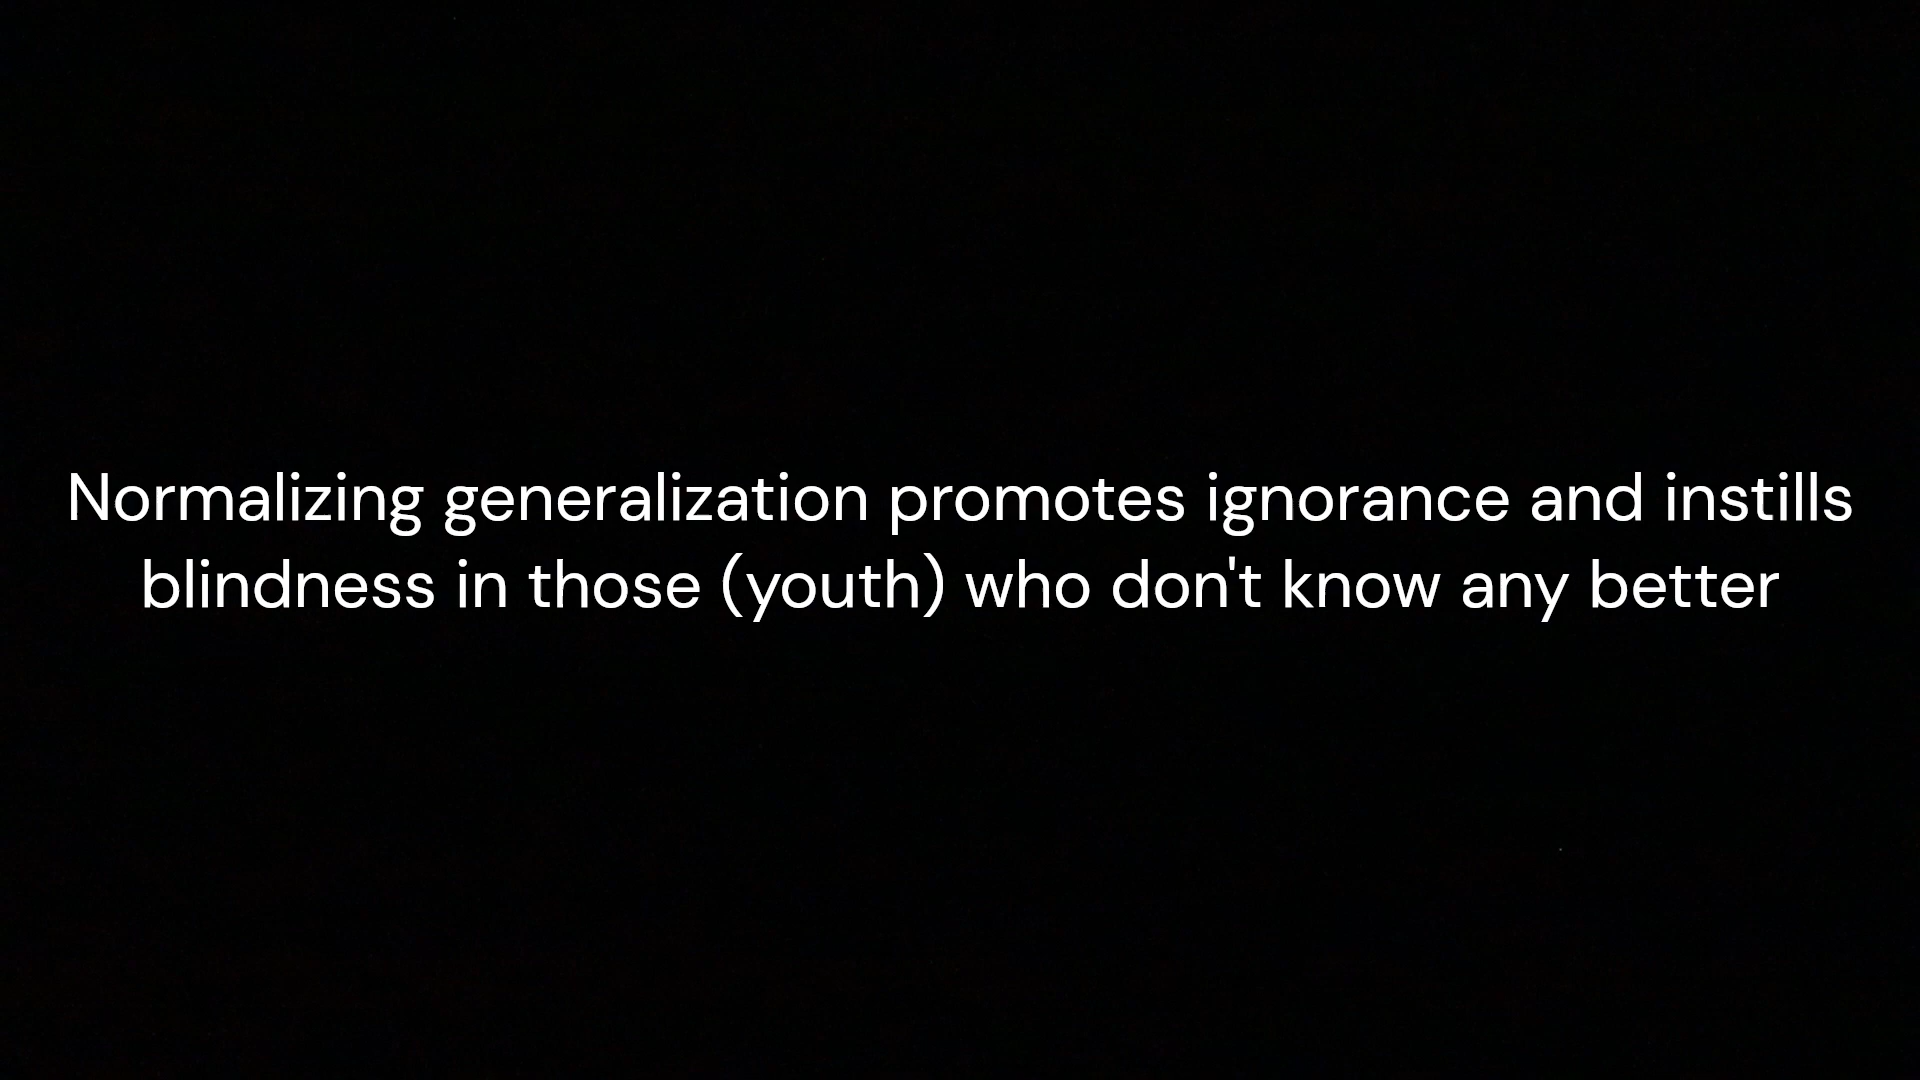 Normalizing generalization promotes ignorance and instills
blindness in those (youth) who don't know any better